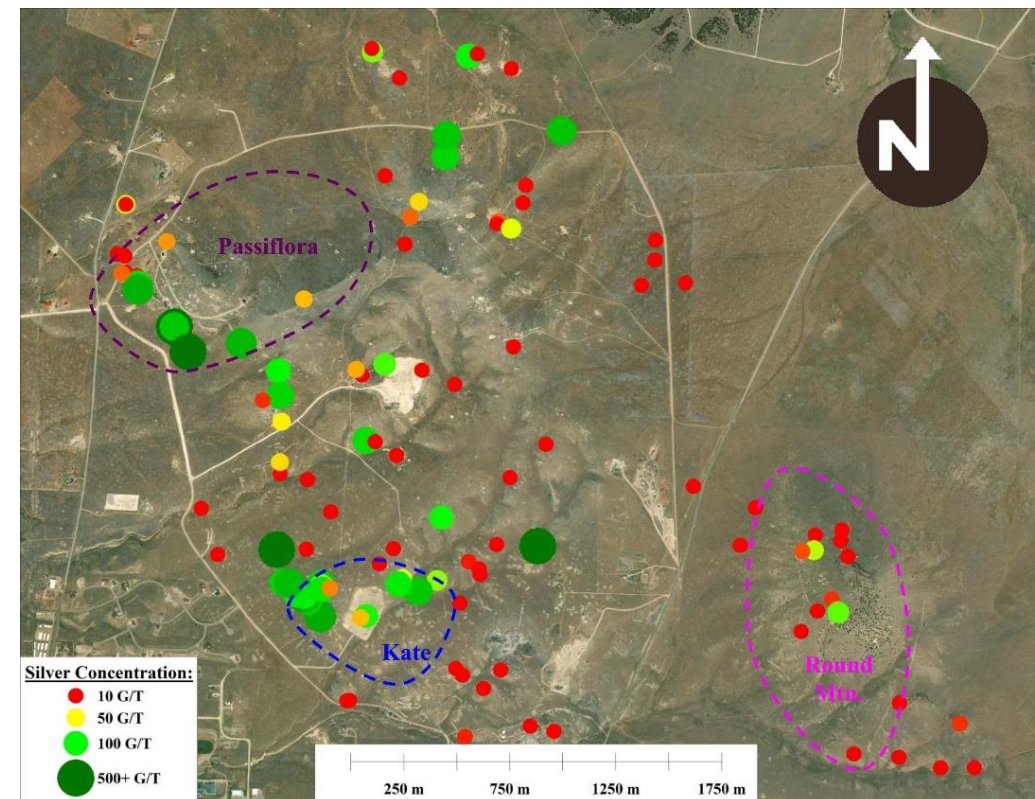 N
Passiflora
Kate
Round
Mtn.
Silver Concentration:
10 G/T
50 G/T
100 G/T
500+ G/T
250 m 750 m 1250 m 1750 m